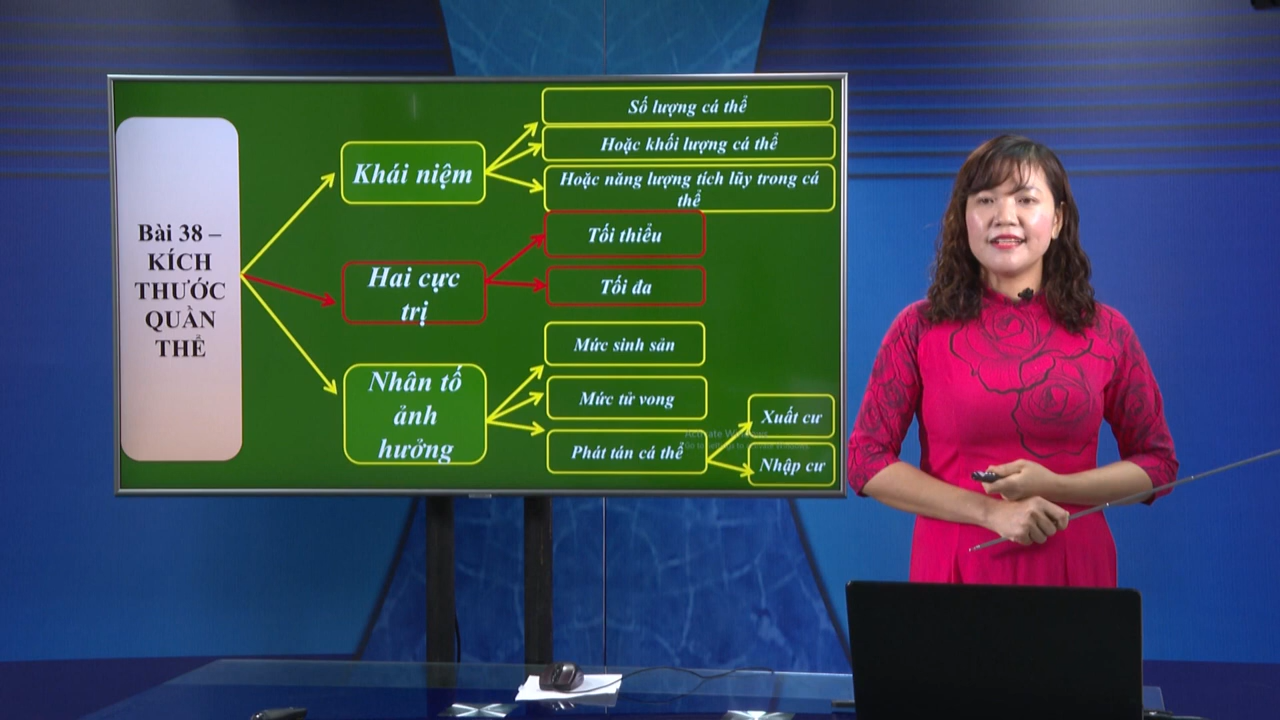 Bài 38 –
KÍCH
THƯỚC
QUẦN
THỂ
Khái niệm
Số lượng cá thể
Hoặc khối lượng cá thể
Hoặc năng lượng tích lũy trong cá
thể
Hai cực
trị
Tối thiểu
Tối đa
Nhân tố
ảnh
hưởng
Mức sinh sản
Mức tử vong
Phát tán cá thể
Xuất cư
Nhập cư
Activate Windows